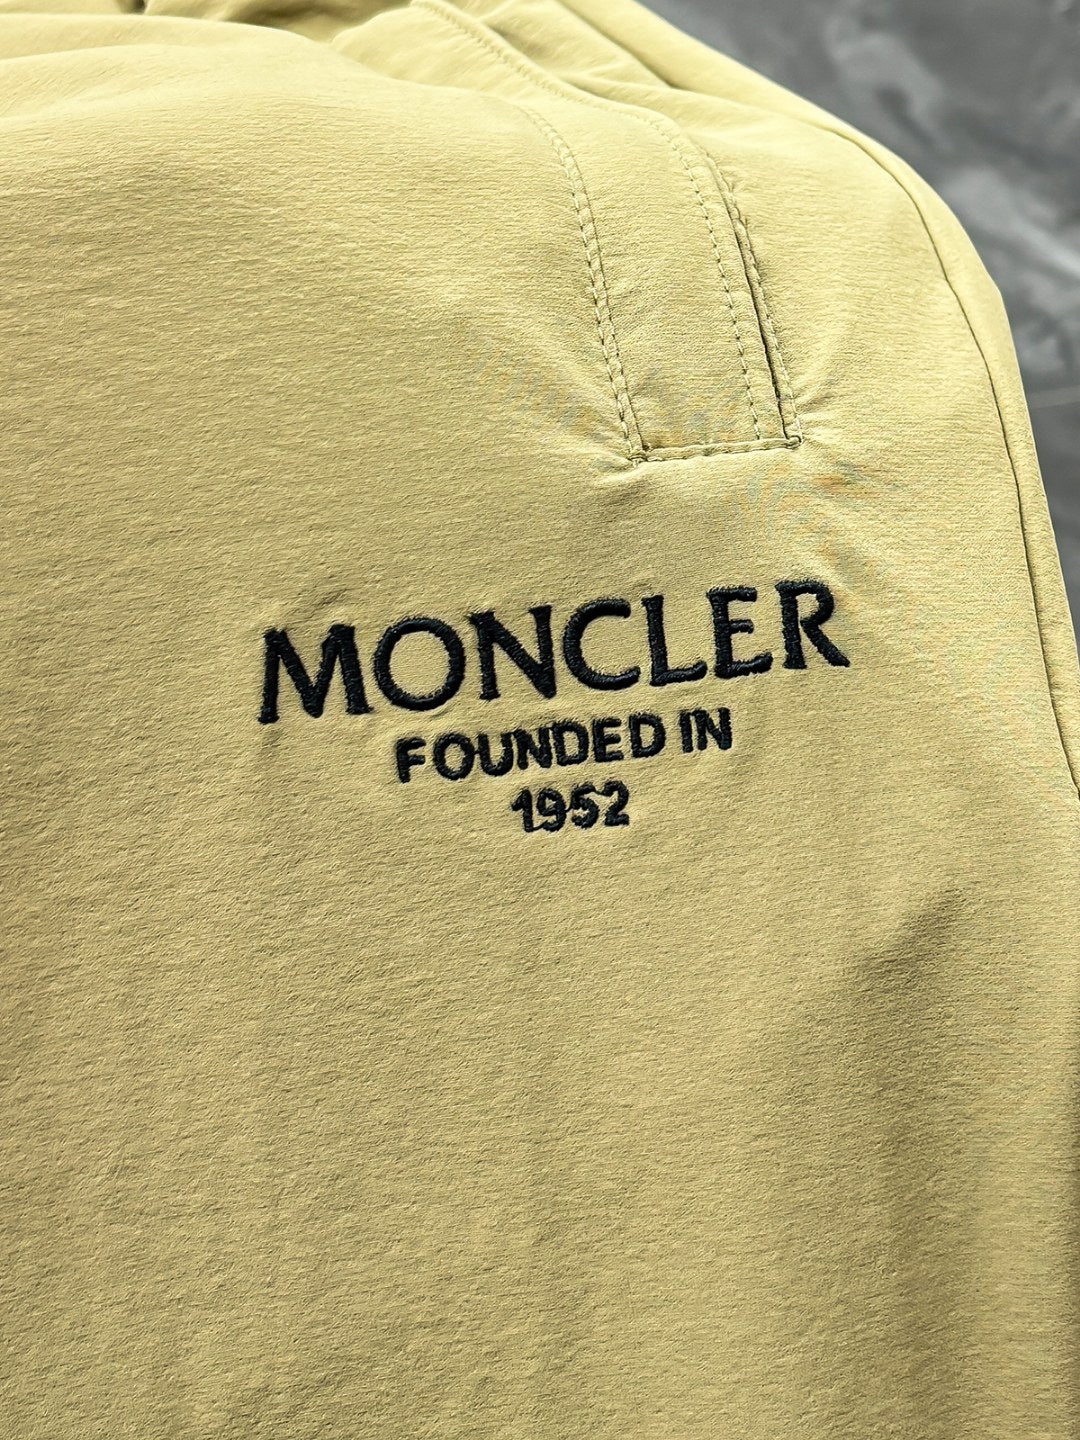 MONCLER
FOUNDED IN
1952